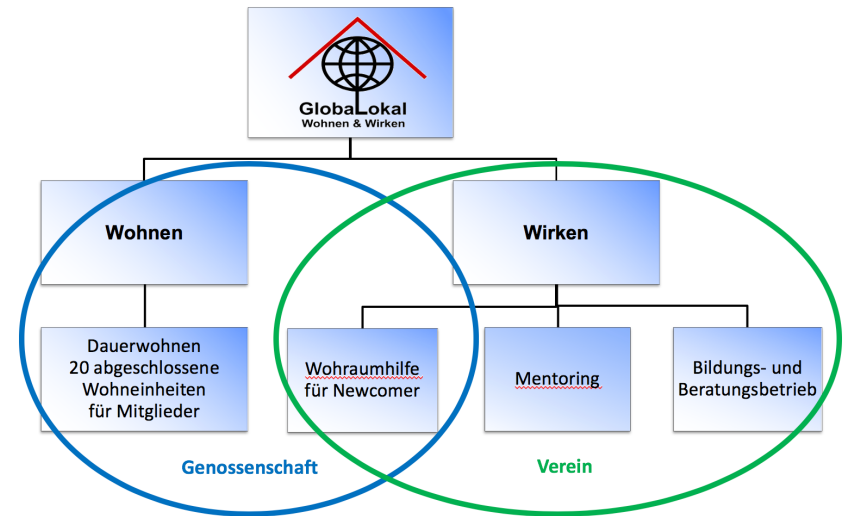 GlobaLokal
Wohnen & Wirken
Wohnen
Wirken
Dauerwohnen
20 abgeschlossene
Wohneinheiten
für Mitglieder
Wohraumhilfe
für Newcomer
Mentoring
Bildungs- und
Beratungsbetrieb
Genossenschaft
Verein